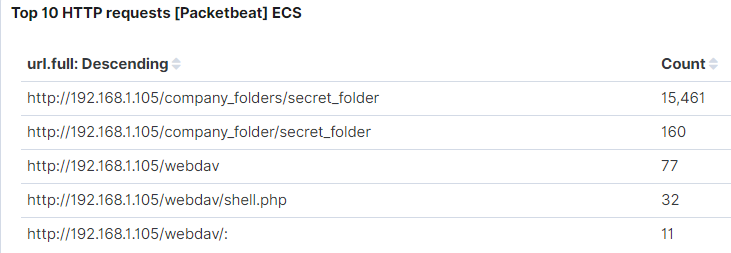 Top 10 HTTP requests [Packetbeat] ECS
url.full: Descending Count
http://192.168.1.105/company_folders/secret_folder 15,461
http://192.168.1.105/company_folder/secret_folder 160
http://192.168.1.105/webdav 77
http://192.168.1.105/webdav/shell.php 32
http://192.168.1.105/webdav/: 11